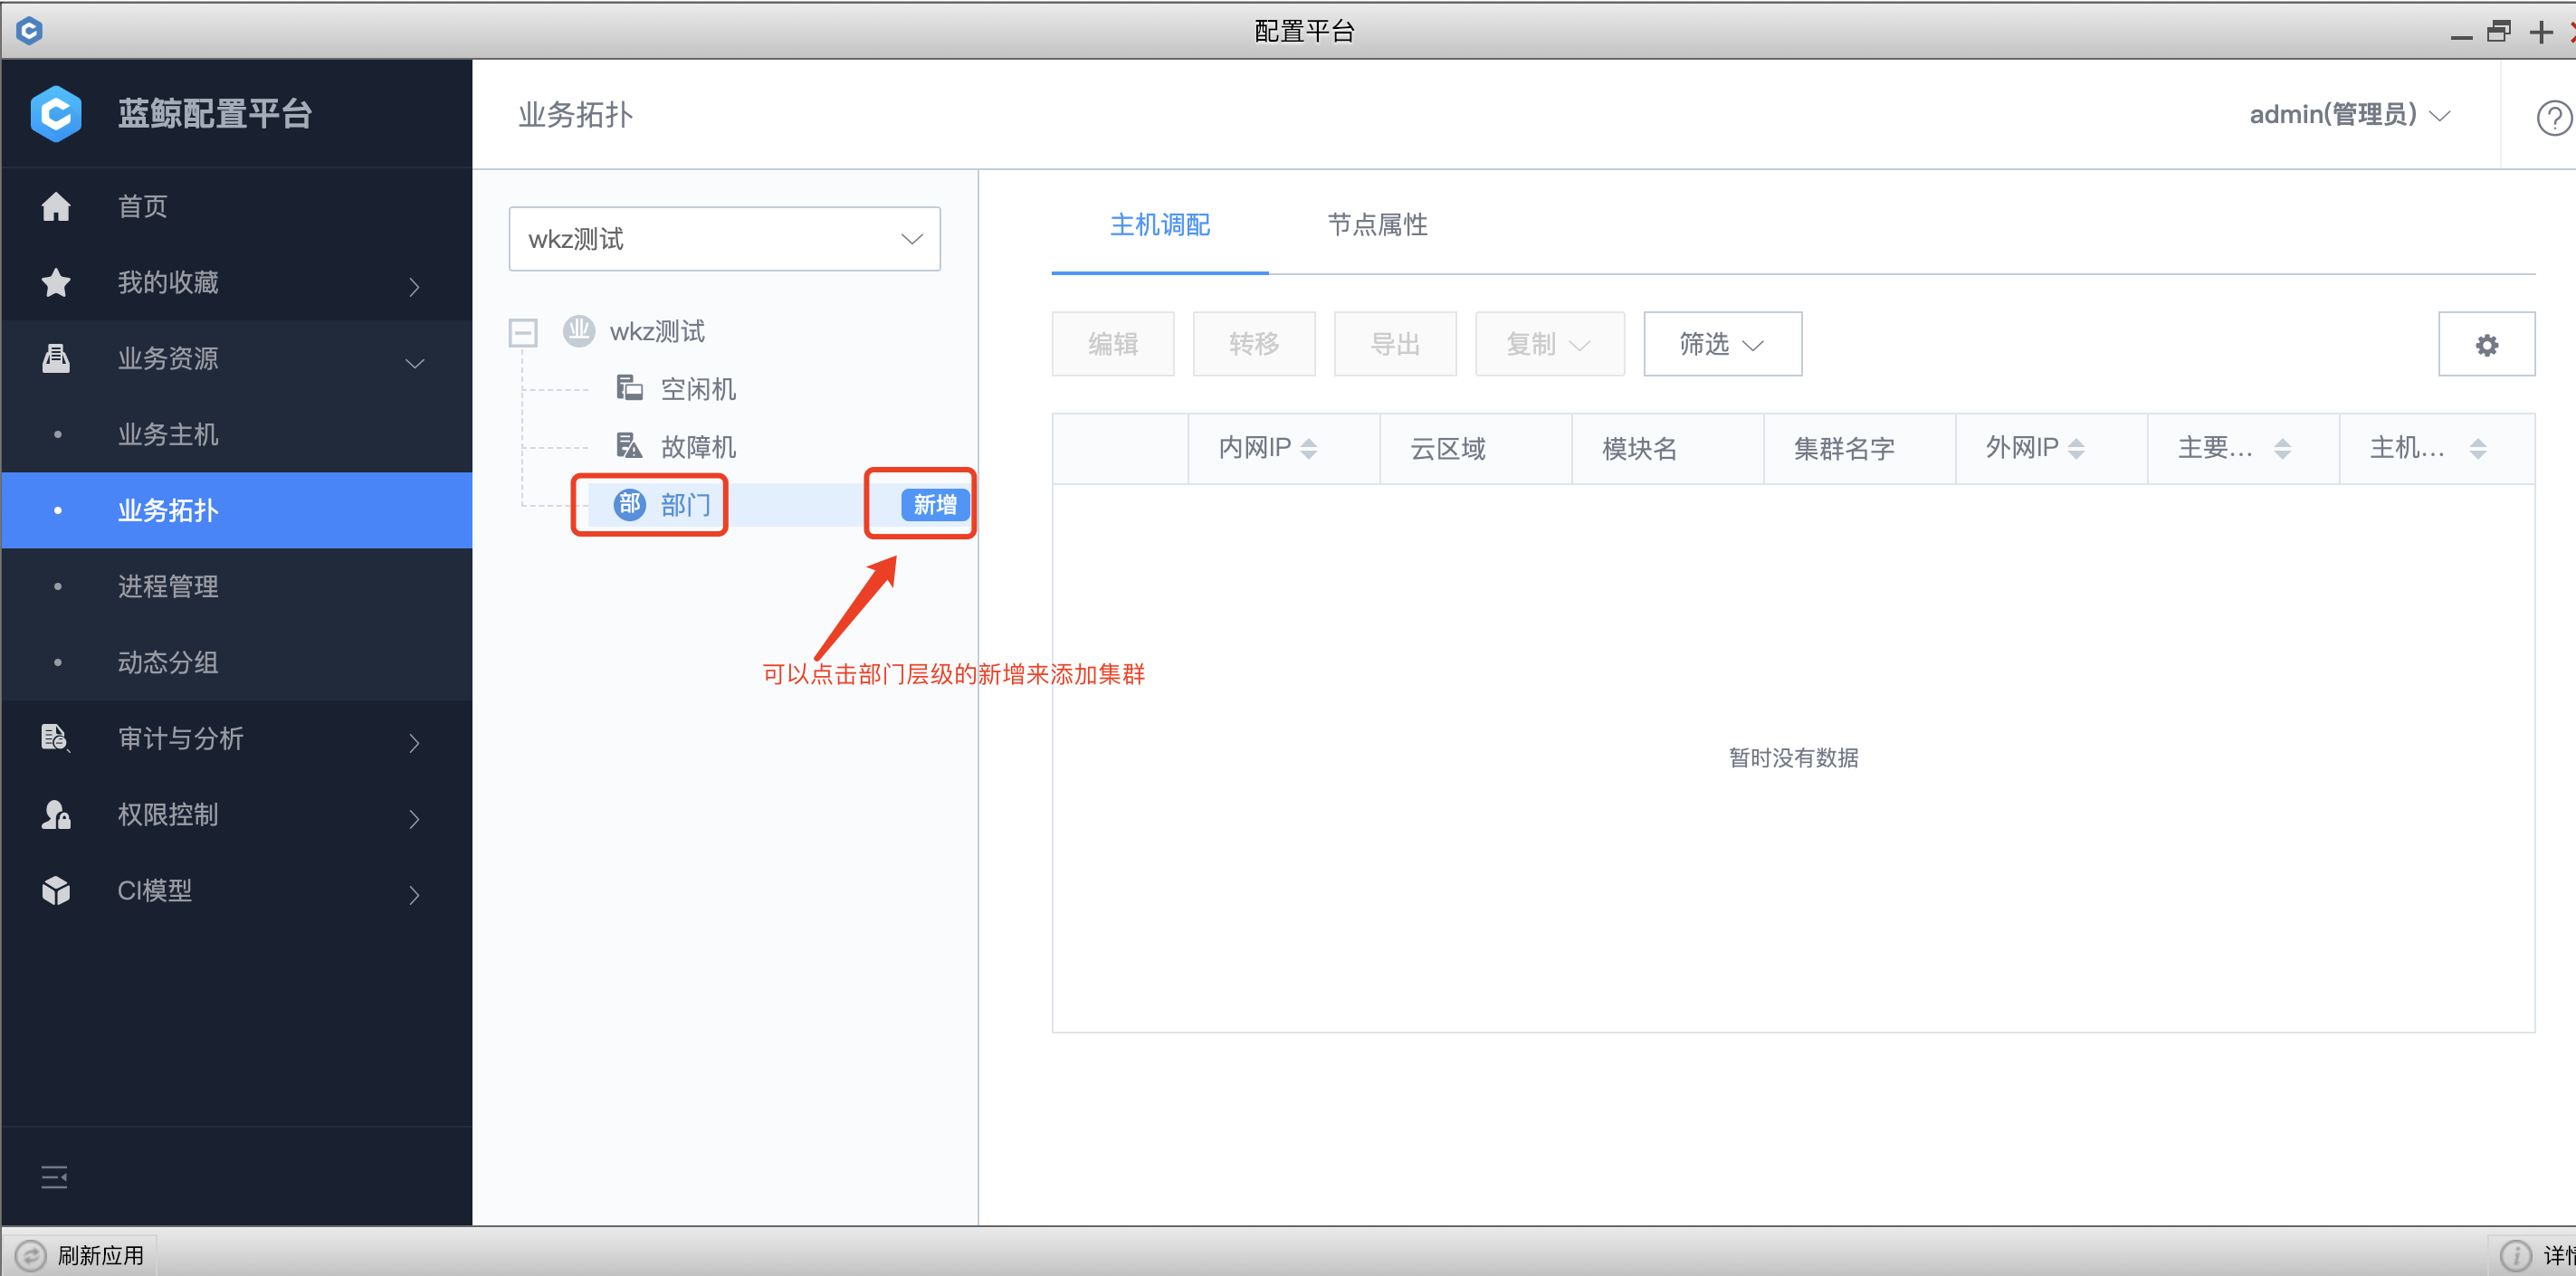 配置平台
蓝鲸配置平台
业务拓扑
admin(管理员)
首页
我的收藏
业务资源
业务主机
业务拓扑
进程管理
动态分组
审计与分析
权限控制
CI模型
wkz测试
wkz测试
空闲机
故障机
部 部门
新增
可以点击部门层级的新增来添加集群
主机调配
节点属性
编辑
转移
导出
复制
筛选
内网IP
云区域
模块名
集群名字
外网IP
主要...
主机...
暂时没有数据
刷新应用
详情